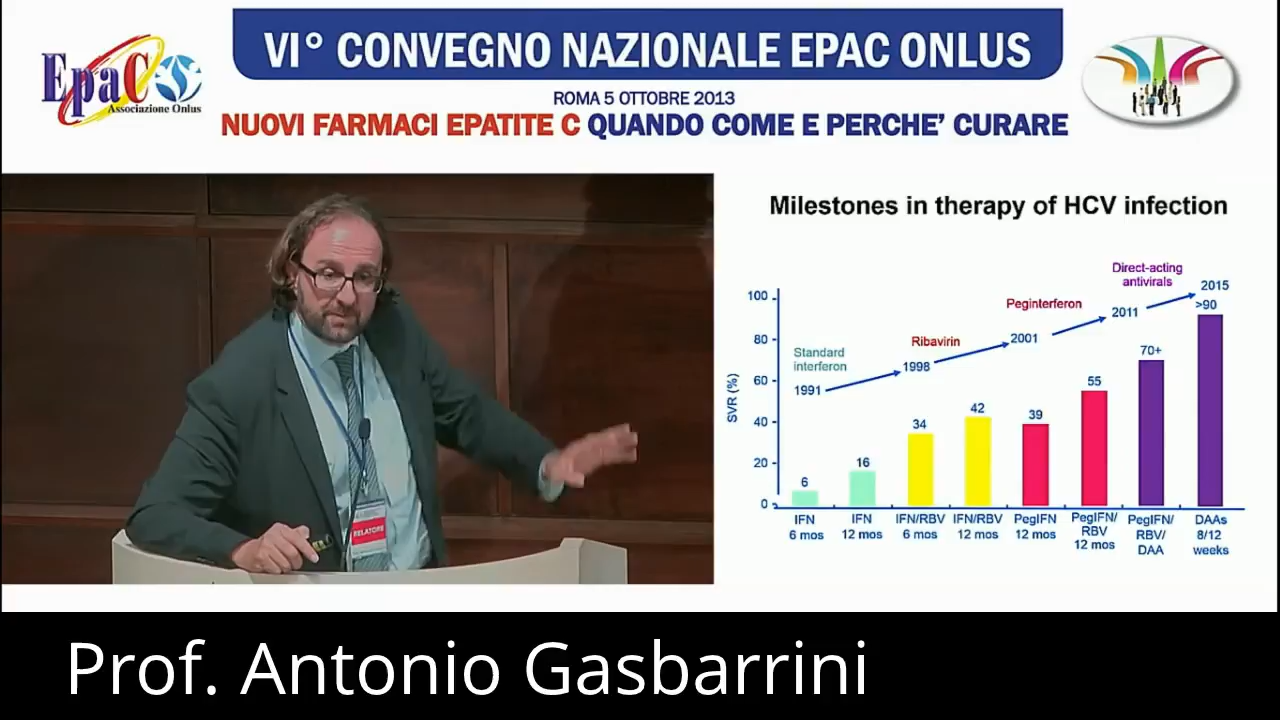 EpaC
Associazione Onlus
VI° CONVEGNO NAZIONALE EPAC ONLUS
ROMA 5 OTTOBRE 2013
NUOVI FARMACI EPATITE C QUANDO COME E PERCHE’ CURARE
RELATORE
Milestones in therapy of HCV infection
Direct-acting
antivirals
2015
>90
Peginterferon
2011
Ribavirin
2001
Standard
interferon
1998
1991
SVR (%)
100
80
60
40
20
0
6
16
34
42
39
55
70+
IFN
6 mos
IFN
12 mos
IFN/RBV
6 mos
IFN/RBV
12 mos
PegIFN
12 mos
PegIFN/
RBV
12 mos
PegIFN/
RBV/
DAA
DAAs
8/12
weeks
Prof. Antonio Gasbarrini